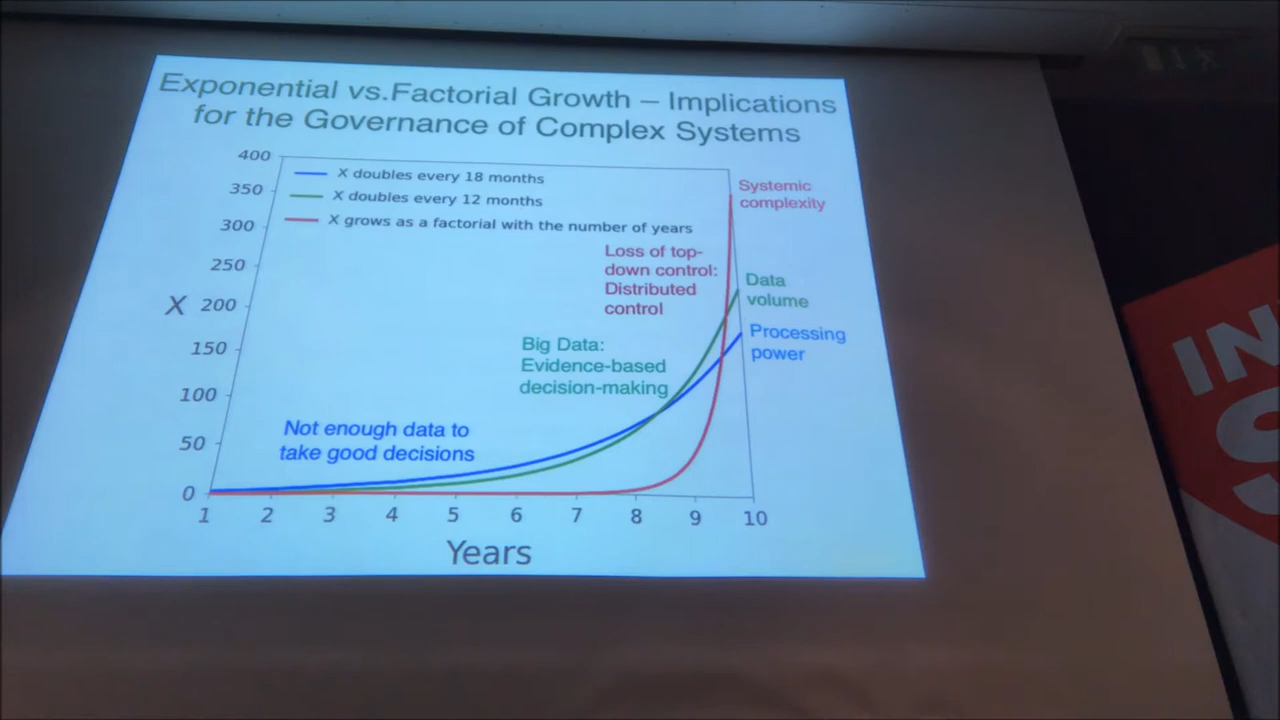 Exponential vs.Factorial Growth – Implications
for the Governance of Complex Systems
400
350
300
250
200
150
100
50
0
X
X doubles every 18 months
X doubles every 12 months
X grows as a factorial with the number of years
Systemic
complexity
Loss of top-
down control:
Distributed
control
Data
volume
Processing
power
Big Data:
Evidence-based
decision-making
Not enough data to
take good decisions
1 2 3 4 5 6 7 8 9 10
Years
IN